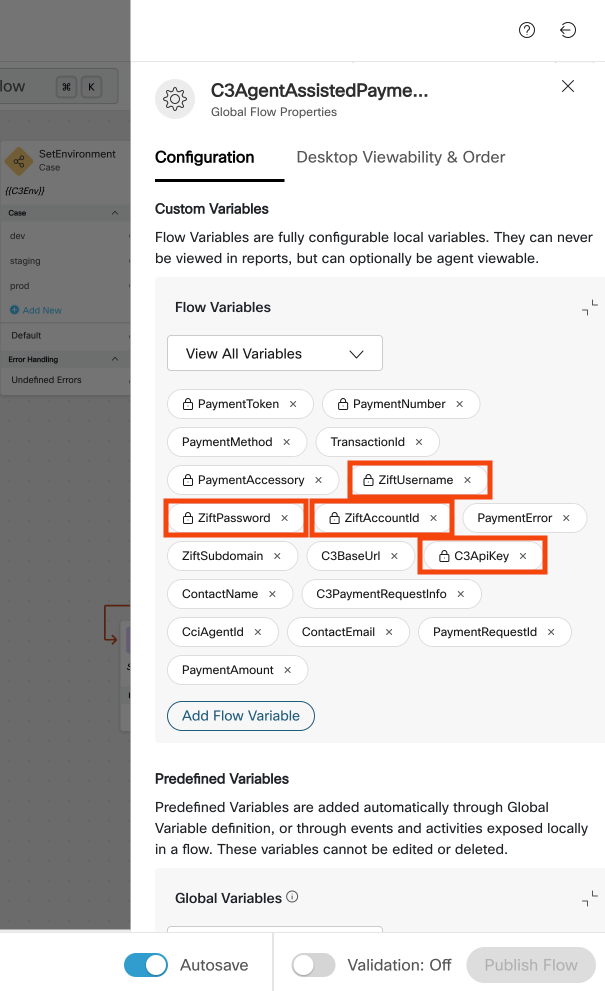 C3AgentAssistedPayme...
Global Flow Properties
low ⌘ K
Configuration Desktop Viewability & Order
SetEnvironment
Case
{{C3Env}}
Case
dev
staging
prod
Add New
Default
Error Handling
Undefined Errors
Custom Variables
Flow Variables are fully configurable local variables. They can never
be viewed in reports, but can optionally be agent viewable.
Flow Variables
View All Variables
PaymentToken × PaymentNumber ×
PaymentMethod × TransactionId ×
PaymentAccessory × ZiftUsername ×
ZiftPassword × ZiftAccountId × PaymentError ×
ZiftSubdomain × C3BaseUrl × C3ApiKey ×
ContactName × C3PaymentRequestInfo ×
CciAgentId × ContactEmail × PaymentRequestId ×
PaymentAmount ×
Add Flow Variable
Predefined Variables
Predefined Variables are added automatically through Global
Variable definition, or through events and activities exposed locally
in a flow. These variables cannot be edited or deleted.
Global Variables
Autosave Validation: Off Publish Flow